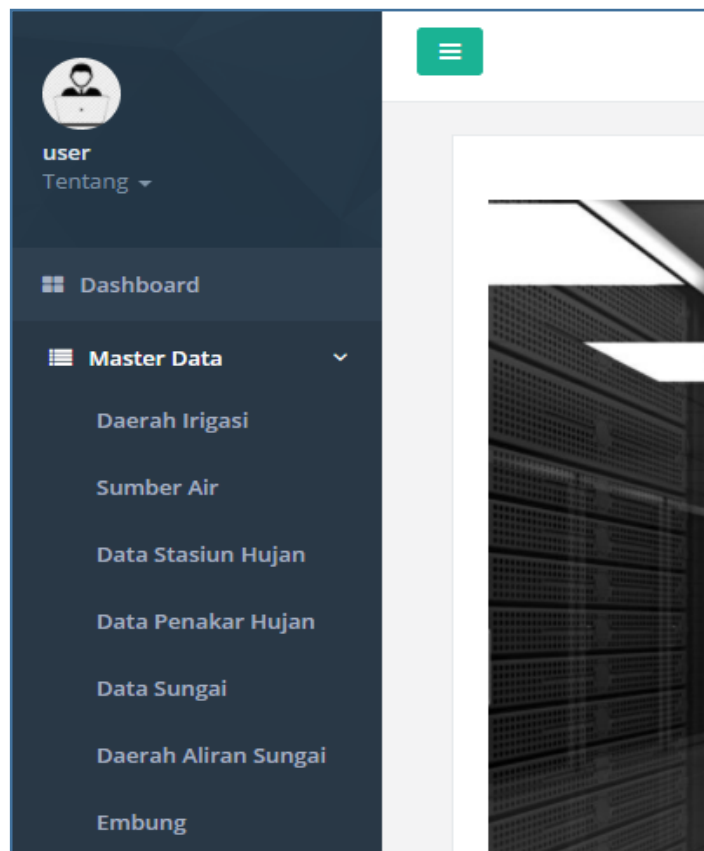 user
Tentang
Dashboard
Master Data
Daerah Irigasi
Sumber Air
Data Stasiun Hujan
Data Penakar Hujan
Data Sungai
Daerah Aliran Sungai
Embung